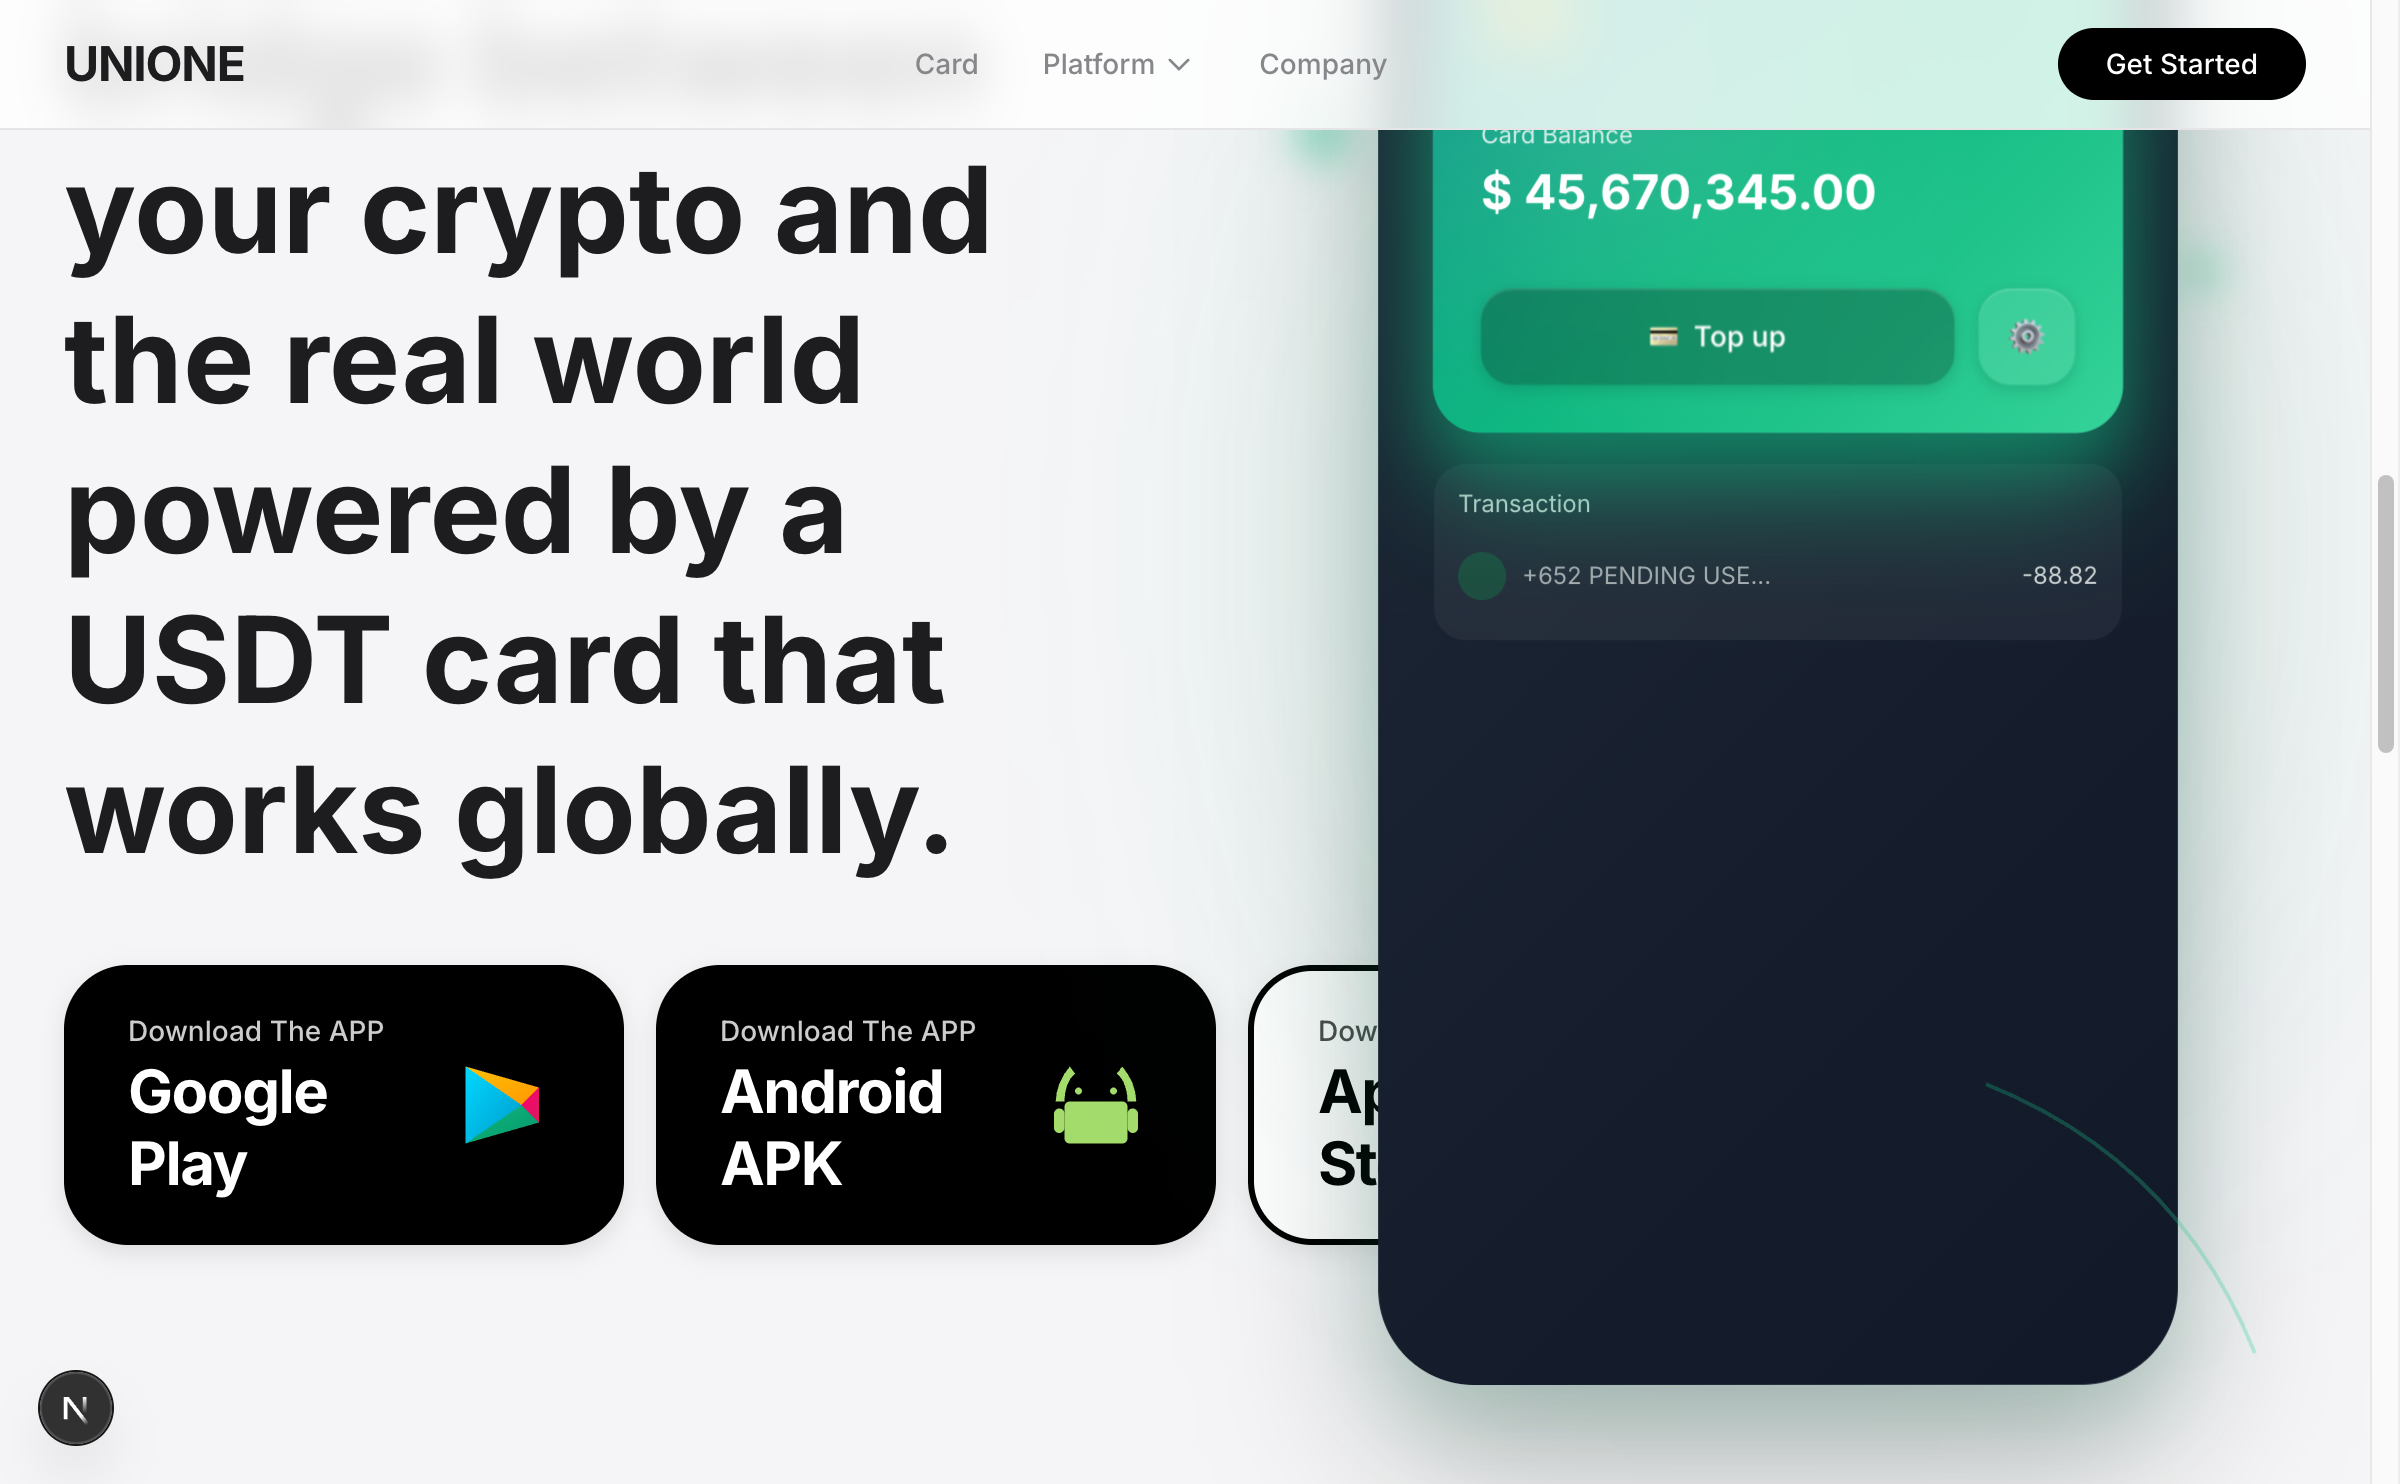 UNIONE
Card
Platform
Company
Get Started
your crypto and
the real world
powered by a
USDT card that
works globally.
Download The APP
Google
Play
Download The APP
Android
APK
Dow
Ap
St
Card Balance
$ 45,670,345.00
💳 Top up
Transaction
+652 PENDING USE...
-88.82
N